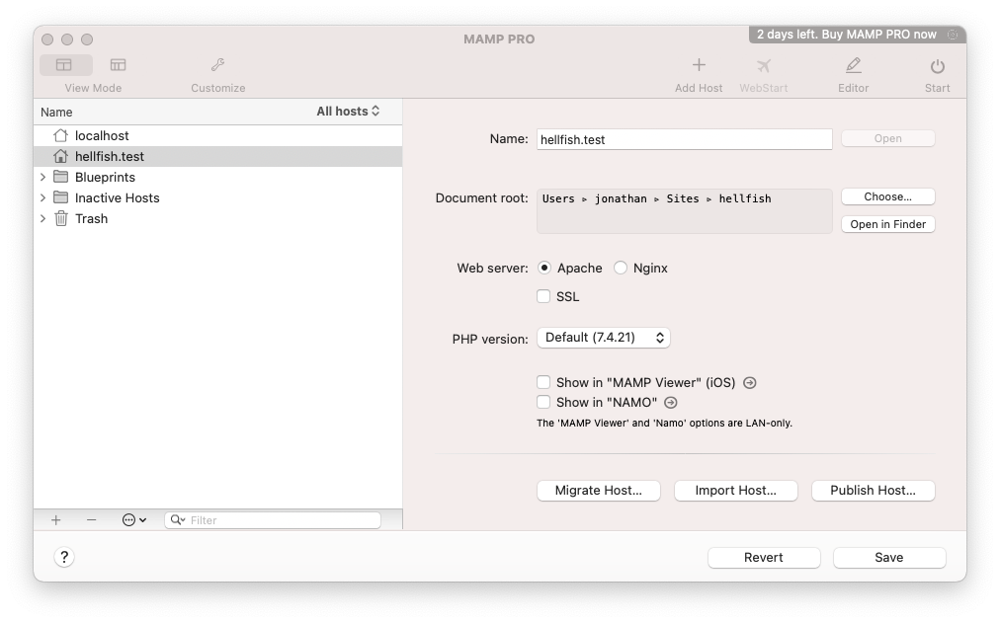 MAMP PRO
2 days left. Buy MAMP PRO now
View Mode
Customize
Add Host
WebStart
Editor
Start
Name
All hosts
localhost
hellfish.test
Blueprints
Inactive Hosts
Trash
Filter
Name:
hellfish.test
Open
Document root:
Users ▹ jonathan ▹ Sites ▹ hellfish
Choose...
Open in Finder
Web server:
Apache
Nginx
SSL
PHP version:
Default (7.4.21)
Show in "MAMP Viewer" (iOS)
Show in "NAMO"
The 'MAMP Viewer' and 'Namo' options are LAN-only.
Migrate Host...
Import Host...
Publish Host...
?
Revert
Save